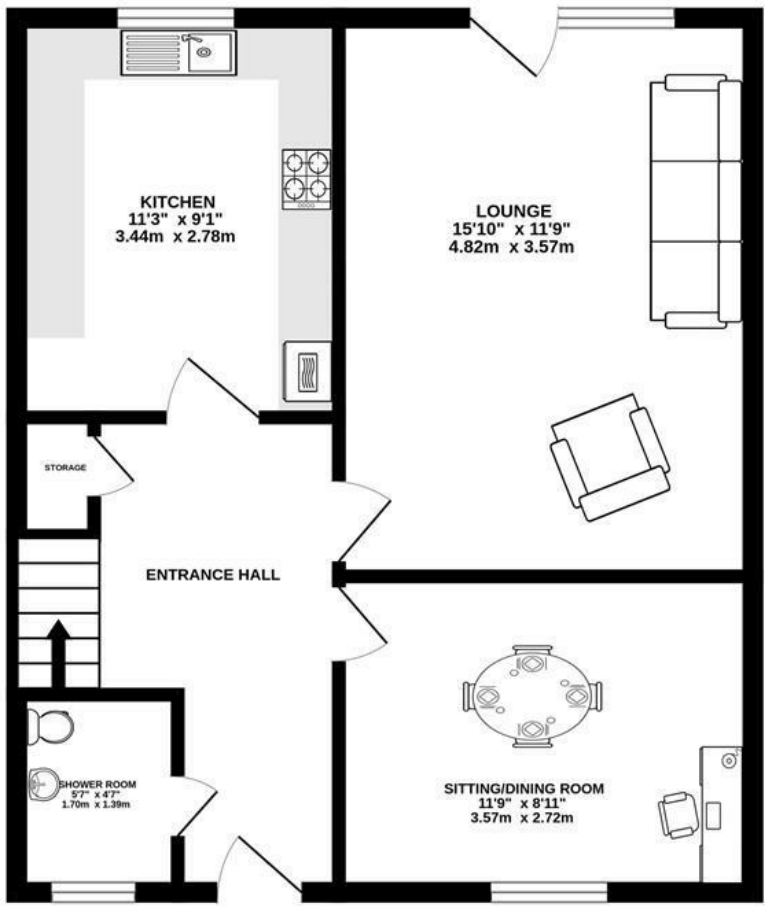 KITCHEN
11'3" x 9'1"
3.44m x 2.78m
LOUNGE
15'10" x 11'9"
4.82m x 3.57m
STORAGE
ENTRANCE HALL
SHOWER ROOM
5'7" x 4'7"
1.70m x 1.39m
SITTING/DINING ROOM
11'9" x 8'11"
3.57m x 2.72m